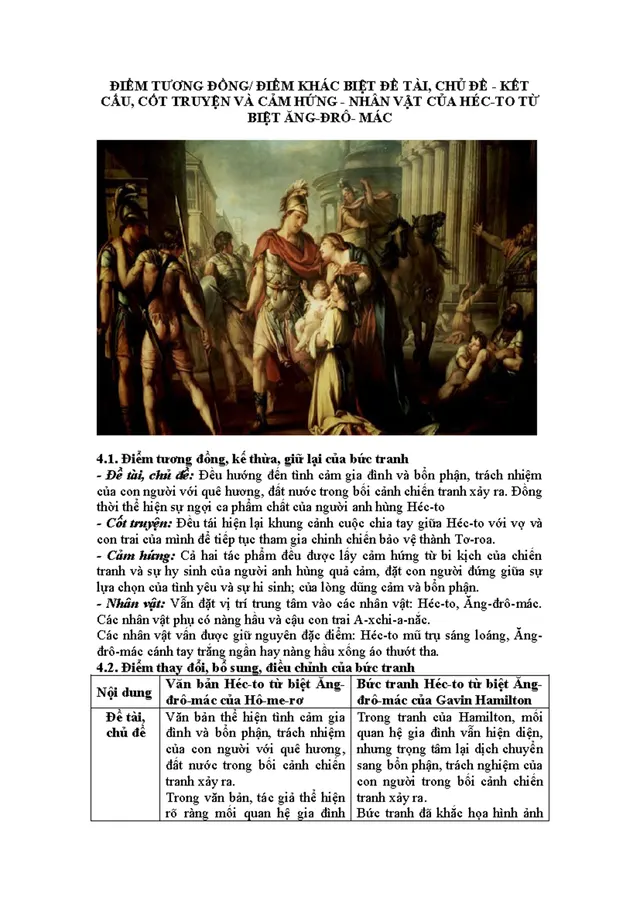 ĐIỂM TƯƠNG ĐỒNG/ ĐIỂM KHÁC BIỆT ĐỀ TÀI, CHỦ ĐỀ - KẾT
CẤU, CỐT TRUYỆN VÀ CẢM HỨNG - NHÂN VẬT CỦA HÉC-TO TỪ
BIỆT ĂNG-ĐRÔ- MÁC
4.1. Điểm tương đồng, kế thừa, giữ lại của bức tranh
- Đề tài, chủ đề: Đều hướng đến tình cảm gia đình và bổn phận, trách nhiệm
của con người với quê hương, đất nước trong bối cảnh chiến tranh xảy ra. Đồng
thời thể hiện sự ngợi ca phẩm chất của người anh hùng Héc-to
- Cốt truyện: Đều tái hiện lại khung cảnh cuộc chia tay giữa Héc-to với vợ và
con trai của mình để tiếp tục tham gia chinh chiến bảo vệ thành Tơ-roa.
- Cảm hứng: Cả hai tác phẩm đều được lấy cảm hứng từ bi kịch của chiến
tranh và sự hy sinh của người anh hùng quả cảm, đặt con người đứng giữa sự
lựa chọn của tình yêu và sự hi sinh; của lòng dũng cảm và bổn phận.
- Nhân vật: Vẫn đặt vị trí trung tâm vào các nhân vật: Héc-to, Ăng-đrô-mác.
Các nhân vật phụ có nàng hầu và cậu con trai A-xchi-a-nắc.
Các nhân vật vẫn được giữ nguyên đặc điểm: Héc-to mũ trụ sáng loáng, Ăng-
đrô-mác cánh tay trắng ngần hay nàng hầu xống áo thướt tha.
4.2. Điểm thay đổi, bổ sung, điều chỉnh của bức tranh
Nội dung
Văn bản Héc-to từ biệt Ăng-
đrô-mác của Hô-me-rơ
Bức tranh Héc-to từ biệt Ăng-
đrô-mác của Gavin Hamilton
Đề tài,
chủ đề
Văn bản thể hiện tình cảm gia
đình và bổn phận, trách nhiệm
của con người với quê hương,
đất nước trong bối cảnh chiến
tranh xảy ra.
Trong văn bản, tác giả thể hiện
rõ ràng mối quan hệ gia đình
Trong tranh của Hamilton, mối
quan hệ gia đình vẫn hiện diện,
nhưng trọng tâm lại dịch chuyển
sang bổn phận, trách nghiệm của
con người trong bối cảnh chiến
tranh xảy ra.
Bức tranh đã khắc họa hình ảnh